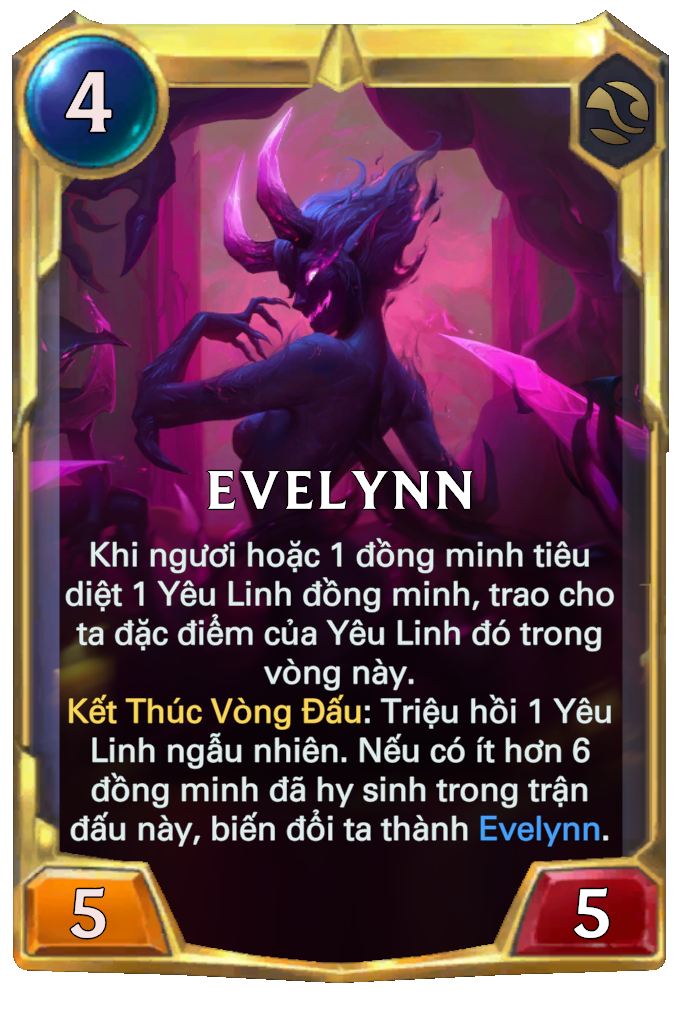 4
EVELYNN
Khi ngươi hoặc 1 đồng minh tiêu
diệt 1 Yêu Linh đồng minh, trao cho
ta đặc điểm của Yêu Linh đó trong
vòng này.
Kết Thúc Vòng Đấu: Triệu hồi 1 Yêu
Linh ngẫu nhiên. Nếu có ít hơn 6
đồng minh đã hy sinh trong trận
đấu này, biến đổi ta thành Evelynn.
5
5